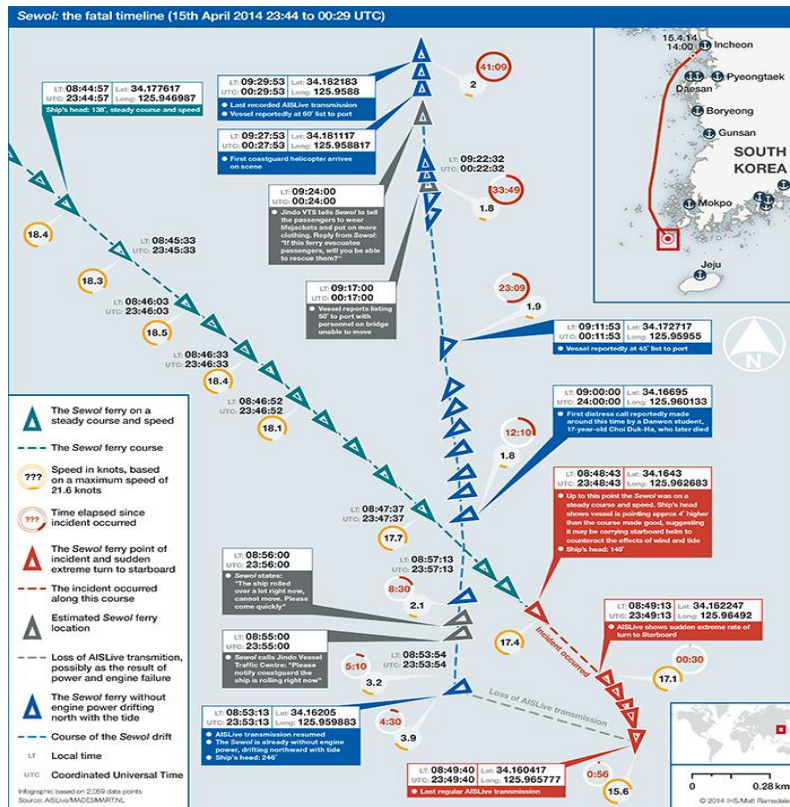 Sewol: the fatal timeline (15th April 2014 23:44 to 00:29 UTC)
LT: 08:44:57 Lat: 34.177617
UTC: 23:44:57 Long: 125.946987
Ship's head: 138°, steady course and speed
LT: 09:29:53 Lat: 34.182183
UTC: 00:29:53 Long: 125.9588
Last recorded AISLive transmission
Vessel reportedly at 60° list to port
LT: 09:27:53 Lat: 34.181117
UTC: 00:27:53 Long: 125.958817
First coastguard helicopter arrives
on scene
41:09
2
LT: 09:22:32
UTC: 00:22:32
33:49
1.8
LT: 09:24:00
UTC: 00:24:00
Jindo VTS tells Sewol to tell
the passengers to wear
lifejackets and put on more
clothing. Reply from Sewol:
"If this ferry evacuates
passengers, will you be able
to rescue them?"
LT: 09:17:00
UTC: 00:17:00
Vessel reports listing
50° to port with
personnel on bridge
unable to move
23:09
1.9
LT: 09:11:53 Lat: 34.172717
UTC: 00:11:53 Long: 125.95955
Vessel reportedly at 45° list to port
LT: 09:00:00 Lat: 34.16695
UTC: 24:00:00 Long: 125.960133
First distress call reportedly made
around this time by a Danwon student,
17-year-old Choi Duk-Ha, who later died
12:10
1.8
18.4
LT: 08:45:33
UTC: 23:45:33
18.3
LT: 08:46:03
UTC: 23:46:03
18.5
LT: 08:46:33
UTC: 23:46:33
18.4
LT: 08:46:52
UTC: 23:46:52
18.1
LT: 08:47:37
UTC: 23:47:37
17.7
LT: 08:48:43 Lat: 34.1643
UTC: 23:48:43 Long: 125.962683
Up to this point the Sewol was on a
steady course and speed. Ship's head
shows vessel is pointing approx 4° higher
than the course made good, suggesting
it may be carrying starboard helm to
counteract the effects of wind and tide
Ship's head: 140°
17.4
Incident occurred
LT: 08:49:13 Lat: 34.162247
UTC: 23:49:13 Long: 125.96492
AISLive shows sudden extreme rate of
turn to Starboard
00:30
17.1
LT: 08:56:00
UTC: 23:56:00
Sewol states:
"The ship rolled
over a lot right now,
cannot move. Please
come quickly"
LT: 08:57:13
UTC: 23:57:13
8:30
2.1
LT: 08:55:00
UTC: 23:55:00
Sewol calls Jindo Vessel
Traffic Centre: "Please
notify coastguard the
ship is rolling right now"
LT: 08:53:54
UTC: 23:53:54
5:10
3.2
LT: 08:53:13 Lat: 34.16205
UTC: 23:53:13 Long: 125.959883
AISLive transmission resumed
The Sewol is already without engine
power, drifting northward with tide
Ship's head: 246°
4:30
3.9
Loss of AISLive transmission
LT: 08:49:40 Lat: 34.160417
UTC: 23:49:40 Long: 125.965777
Last regular AISLive transmission
0:56
15.6
15.4.14
14:00
Incheon
Pyeongtaek
Daesan
Boryeong
Gunsan
SOUTH
KOREA
Mokpo
Jeju
N
The Sewol ferry on a
steady course and speed
The Sewol ferry course
???
Speed in knots, based
on a maximum speed of
21.6 knots
???
Time elapsed since
incident occurred
The Sewol ferry point of
incident and sudden
extreme turn to starboard
The incident occurred
along this course
Estimated Sewol ferry
location
Loss of AISLive transmition,
possibly as the result of
power and engine failure
The Sewol ferry without
engine power drifting
north with the tide
Course of the Sewol drift
LT Local time
UTC Coordinated Universal Time
Infographic based on 2,059 data points
Source: AISLive/MADESMART.NL
0 0.28 km
© 2014 IHS/Matt Ramsdale